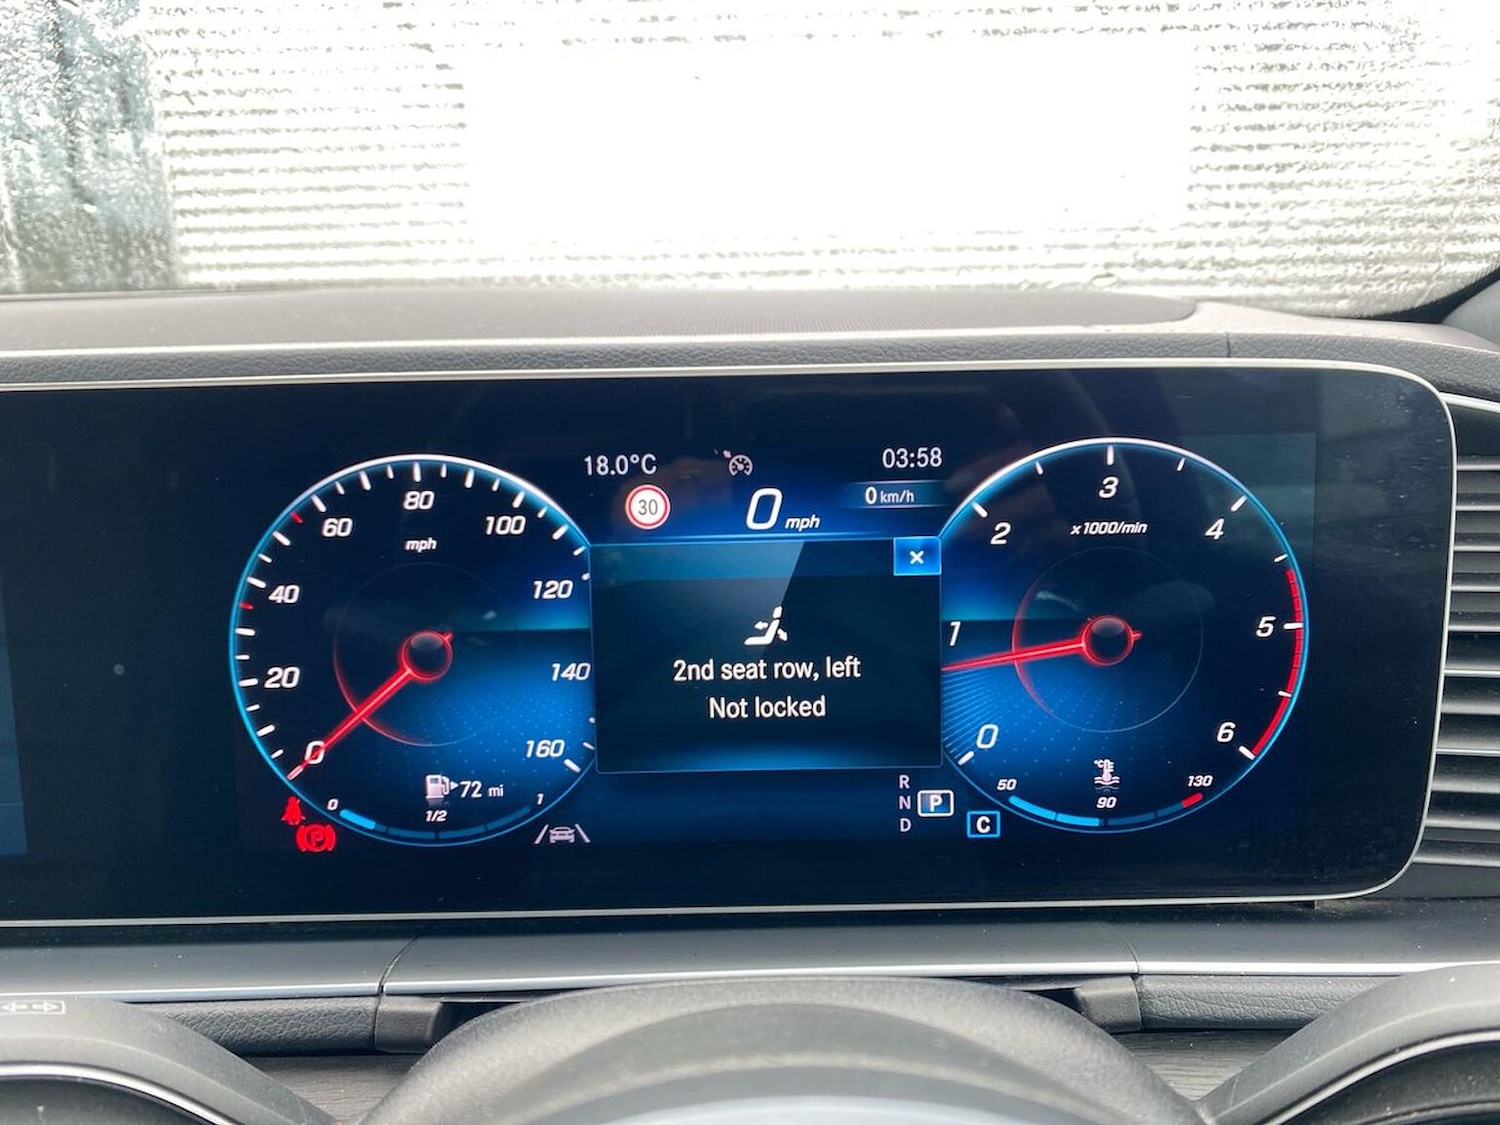 18.0°C
03:58
30
0 mph
0 km/h
×
2nd seat row, left
Not locked
0
20
40
60
80
100
120
140
160
mph
72 mi
0
1/2
1
P
R
N
P
D
C
0
1
2
3
4
5
6
x1000/min
°C
50
90
130